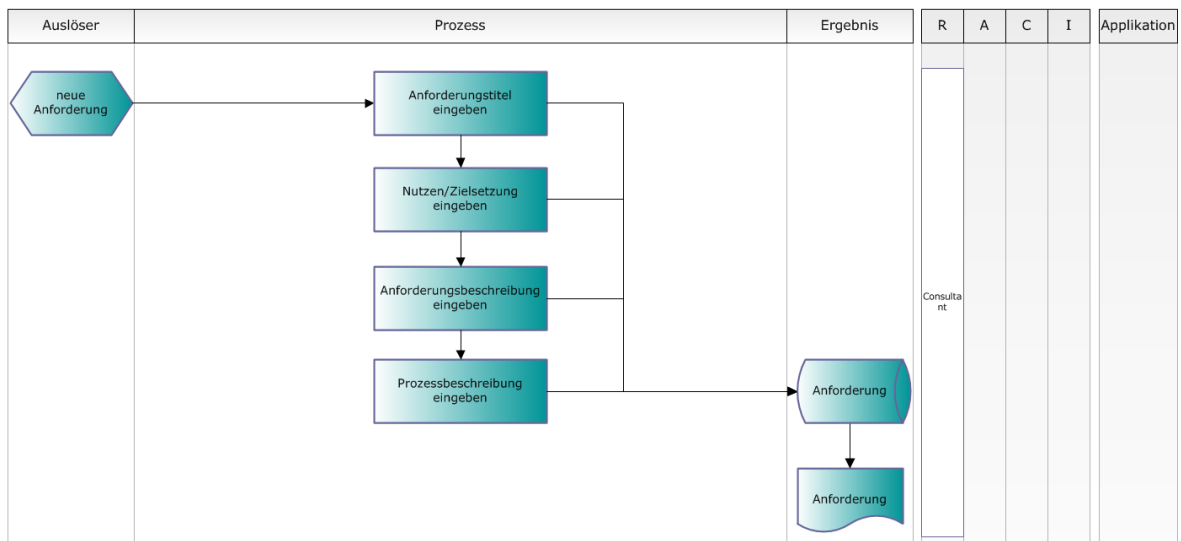 Auslöser
Prozess
Ergebnis
R
A
C
I
Applikation
neue
Anforderung
Anforderungstitel
eingeben
Nutzen/Zielsetzung
eingeben
Anforderungsbeschreibung
eingeben
Consulta
nt
Prozessbeschreibung
eingeben
Anforderung
Anforderung